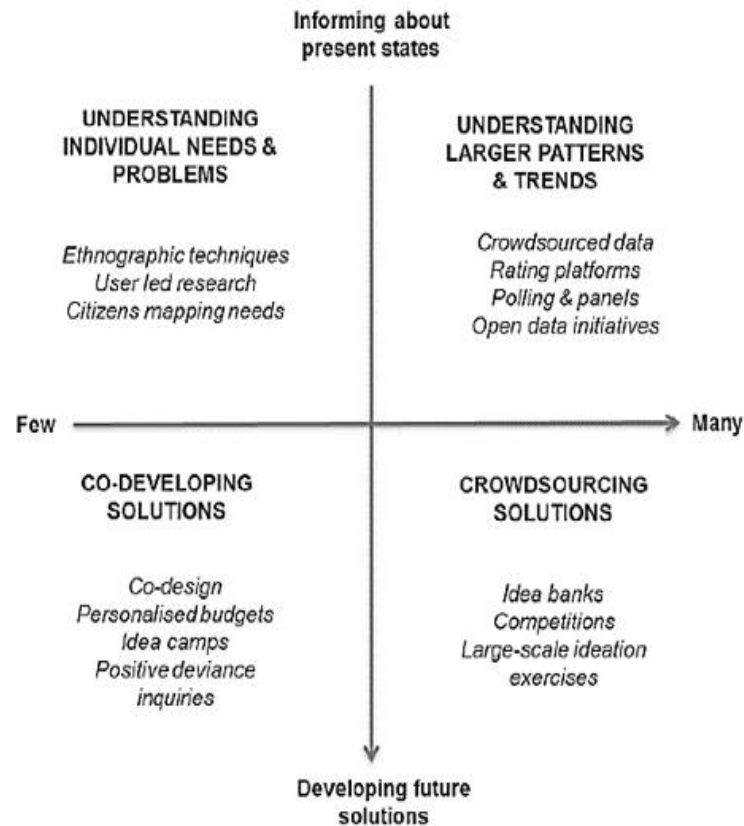 Informing about
present states
UNDERSTANDING
INDIVIDUAL NEEDS &
PROBLEMS
Ethnographic techniques
User led research
Citizens mapping needs
UNDERSTANDING
LARGER PATTERNS
& TRENDS
Crowdsourced data
Rating platforms
Polling & panels
Open data initiatives
Few
Many
CO-DEVELOPING
SOLUTIONS
Co-design
Personalised budgets
Idea camps
Positive deviance
inquiries
CROWDSOURCING
SOLUTIONS
Idea banks
Competitions
Large-scale ideation
exercises
Developing future
solutions